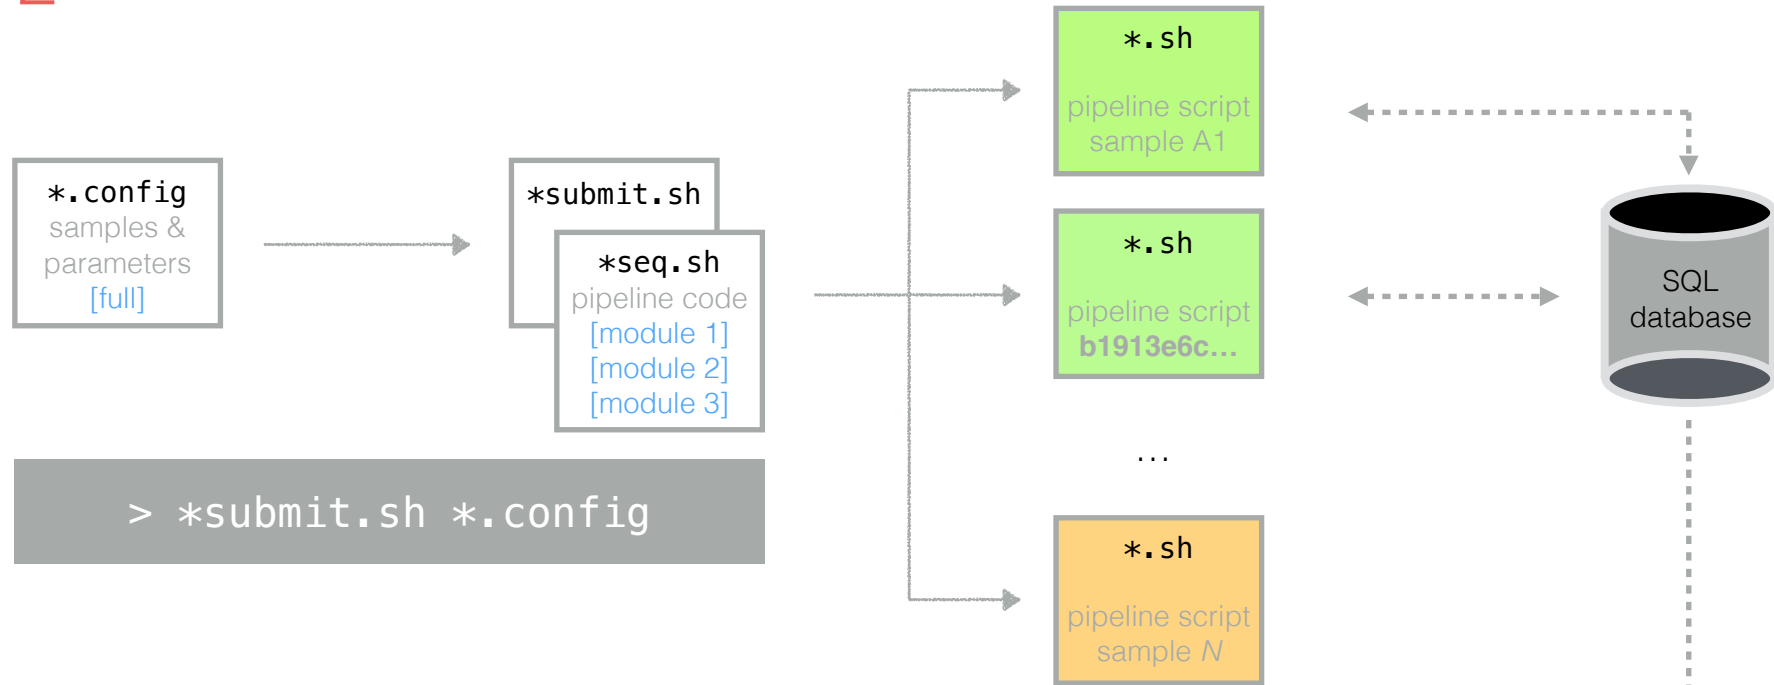 *.config
samples &
parameters
[full]
*submit.sh
*seq.sh
pipeline code
[module 1]
[module 2]
[module 3]
> *submit.sh *.config
*.sh
pipeline script
sample A1
*.sh
pipeline script
b1913e6c...
...
*.sh
pipeline script
sample N
SQL
database